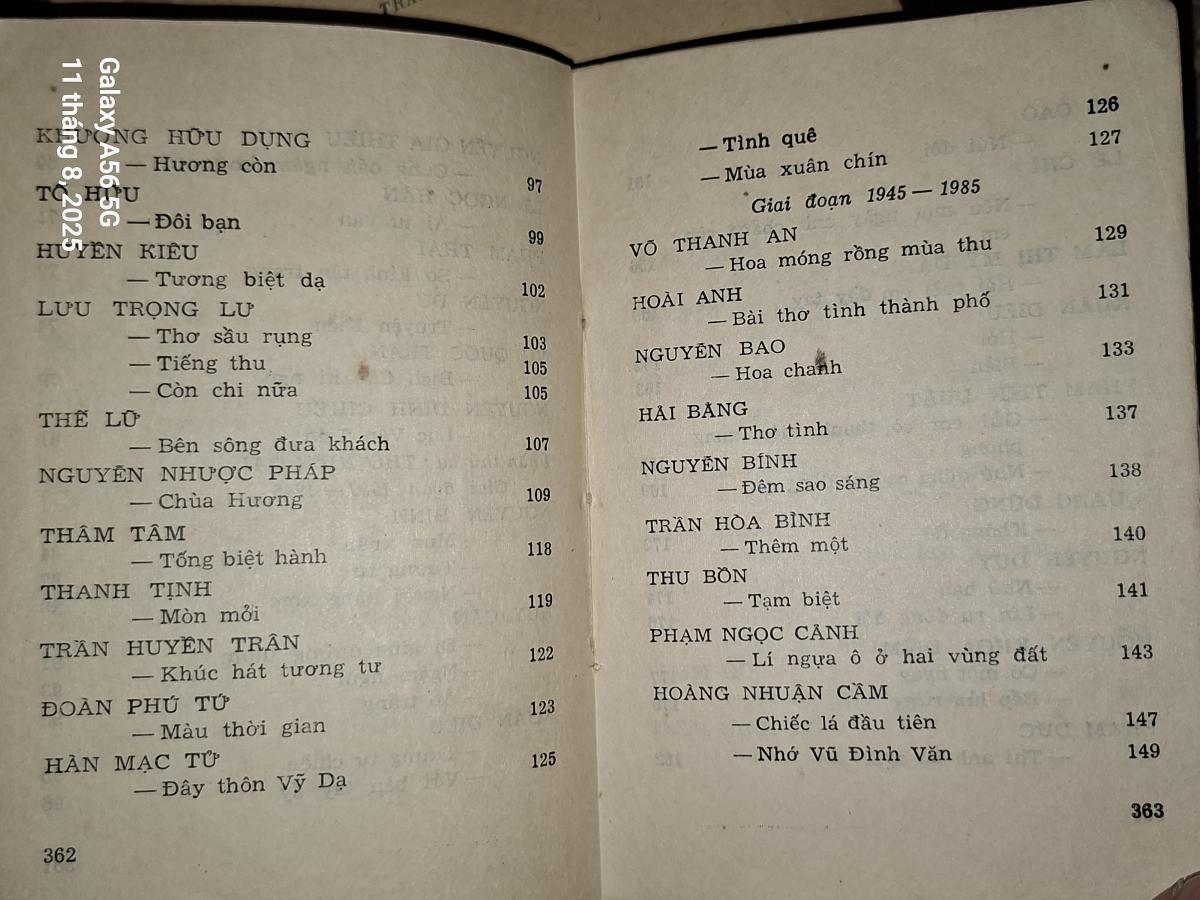 Galaxy A56 5G
11 tháng 8, 2025
KHƯƠNG HỮU DỤNG
— Hương còn 97
TỐ HỮU
— Đôi bạn 99
HUYỀN KIÊU
— Tương biệt dạ 102
LƯU TRỌNG LƯ
— Thơ sầu rụng 103
— Tiếng thu 105
— Còn chi nữa 105
THẾ LỮ
— Bên sông đưa khách 107
NGUYỄN NHƯỢC PHÁP
— Chùa Hương 109
THÂM TÂM
— Tống biệt hành 118
THANH TỊNH
— Mòn mỏi 119
TRẦN HUYỀN TRÂN
— Khúc hát tương tư 122
ĐOÀN PHÚ TỨ
— Màu thời gian 123
HÀN MẠC TỬ
— Đây thôn Vỹ Dạ 125
362
— Tình quê 126
— Mùa xuân chín 127
Giai đoạn 1945 — 1985
VÕ THANH AN
— Hoa móng rồng mùa thu 129
HOÀI ANH
— Bài thơ tình thành phố 131
NGUYỄN BAO
— Hoa chanh 133
HẢI BẰNG
— Thơ tình 137
NGUYỄN BÍNH
— Đêm sao sáng 138
TRẦN HÒA BÌNH
— Thêm một 140
THU BỒN
— Tạm biệt 141
PHẠM NGỌC CẢNH
— Lí ngựa ô ở hai vùng đất 143
HOÀNG NHUẬN CẦM
— Chiếc lá đầu tiên 147
— Nhớ Vũ Đình Văn 149
363